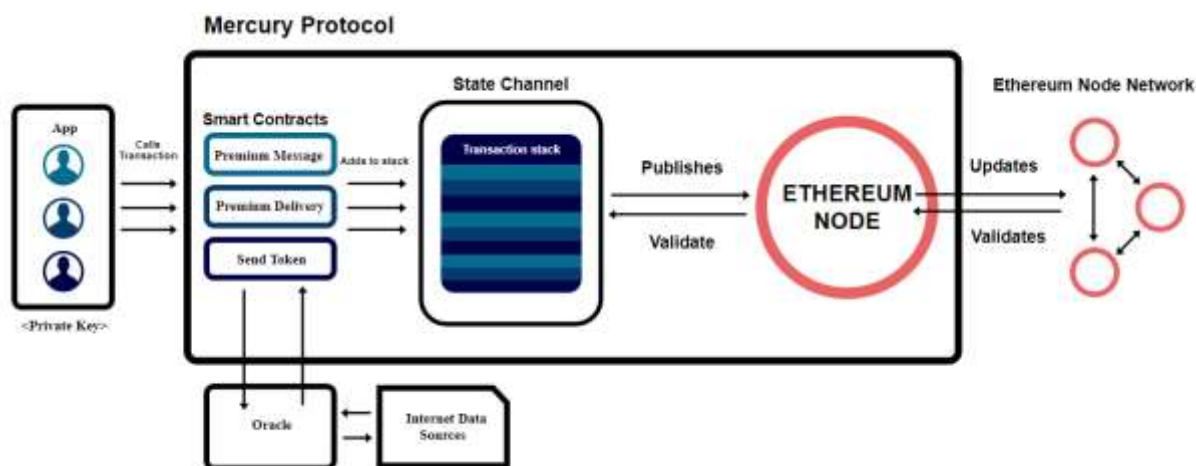 Mercury Protocol
State Channel
Ethereum Node Network
App
Calls
Transaction
Smart Contracts
Premium Message
Adds to stack
Transaction stack
Publishes
ETHEREUM
NODE
Updates
Premium Delivery
Validate
Validates
Send Token
<Private Key>
Oracle
Internet Data
Sources